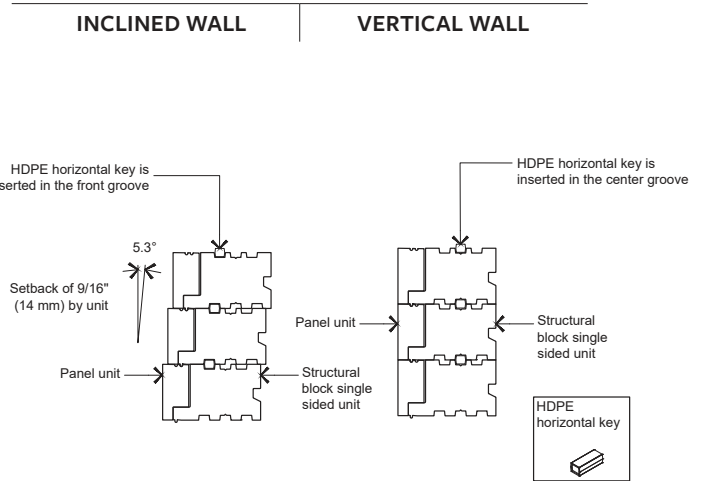 INCLINED WALL
VERTICAL WALL
HDPE horizontal key is
serted in the front groove
5.3°
Setback of 9/16"
(14 mm) by unit
Panel unit
Structural
block single
sided unit
HDPE horizontal key is
inserted in the center groove
Panel unit
Structural
block single
sided unit
HDPE
horizontal key